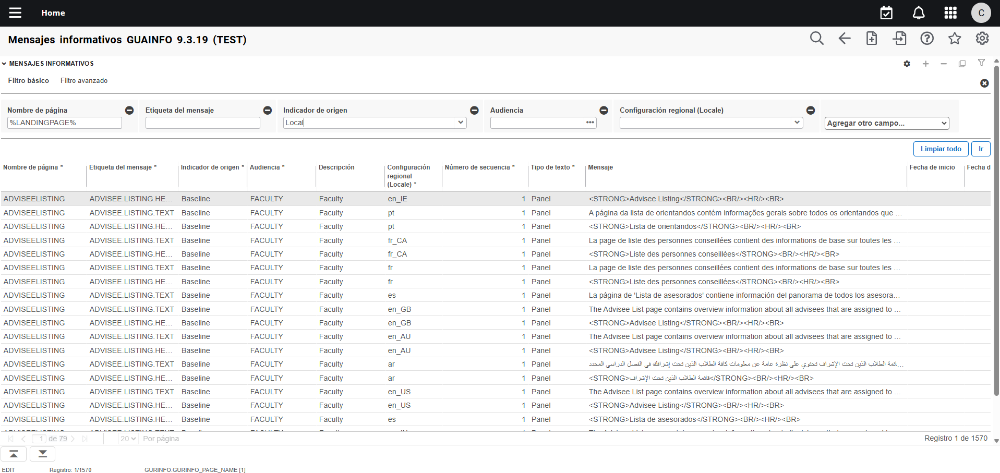 Home
C
Mensajes informativos GUAINFO 9.3.19 (TEST)
MENSAJES INFORMATIVOS
Filtro básico Filtro avanzado
Nombre de página Etiqueta del mensaje Indicador de origen Audiencia Configuración regional (Locale)
%LANDINGPAGE% Local Agregar otro campo...
Limpiar todo Ir
Nombre de página * Etiqueta del mensaje * Indicador de origen * Audiencia * Descripción Configuración regional (Locale) * Número de secuencia * Tipo de texto * Mensaje Fecha de inicio Fecha d
ADVISEELISTING ADVISEE.LISTING.HE... Baseline FACULTY Faculty en_IE 1 Panel <STRONG>Advisee Listing</STRONG><BR/><HR/><BR>
ADVISEELISTING ADVISEE.LISTING.TEXT Baseline FACULTY Faculty pt 1 Panel A página da lista de orientandos contém informações gerais sobre todos os orientandos que ...
ADVISEELISTING ADVISEE.LISTING.HE... Baseline FACULTY Faculty pt 1 Panel <STRONG>Lista de orientandos</STRONG><BR/><HR/><BR>
ADVISEELISTING ADVISEE.LISTING.TEXT Baseline FACULTY Faculty fr_CA 1 Panel La page de liste des personnes conseillées contient des informations de base sur toutes les ...
ADVISEELISTING ADVISEE.LISTING.HE... Baseline FACULTY Faculty fr_CA 1 Panel <STRONG>Liste des personnes conseillées</STRONG><BR/><HR/><BR>
ADVISEELISTING ADVISEE.LISTING.TEXT Baseline FACULTY Faculty fr 1 Panel La page de liste des personnes conseillées contient des informations de base sur toutes les ...
ADVISEELISTING ADVISEE.LISTING.HE... Baseline FACULTY Faculty fr 1 Panel <STRONG>Liste des personnes conseillées</STRONG><BR/><HR/><BR>
ADVISEELISTING ADVISEE.LISTING.TEXT Baseline FACULTY Faculty es 1 Panel La página de 'Lista de asesorados' contiene información del panorama de todos los asesora...
ADVISEELISTING ADVISEE.LISTING.TEXT Baseline FACULTY Faculty en_GB 1 Panel The Advisee List page contains overview information about all advisees that are assigned to ...
ADVISEELISTING ADVISEE.LISTING.HE... Baseline FACULTY Faculty en_GB 1 Panel <STRONG>Advisee Listing</STRONG><BR/><HR/><BR>
ADVISEELISTING ADVISEE.LISTING.TEXT Baseline FACULTY Faculty en_AU 1 Panel The Advisee List page contains overview information about all advisees that are assigned to ...
ADVISEELISTING ADVISEE.LISTING.HE... Baseline FACULTY Faculty en_AU 1 Panel <STRONG>Advisee Listing</STRONG><BR/><HR/><BR>
ADVISEELISTING ADVISEE.LISTING.TEXT Baseline FACULTY Faculty ar 1 Panel قائمة الطلاب الذين تحت الإشراف تحتوي على نظرة عامة عن معلومات كافة الطلاب الذين تحت إشرافك في الفصل الدراسي المحدد...
ADVISEELISTING ADVISEE.LISTING.HE... Baseline FACULTY Faculty ar 1 Panel <STRONG>قائمة الطلاب الذين تحت الإشراف</STRONG><BR/><HR/><BR>
ADVISEELISTING ADVISEE.LISTING.TEXT Baseline FACULTY Faculty en_US 1 Panel The Advisee List page contains overview information about all advisees that are assigned to ...
ADVISEELISTING ADVISEE.LISTING.HE... Baseline FACULTY Faculty en_US 1 Panel <STRONG>Advisee Listing</STRONG><BR/><HR/><BR>
ADVISEELISTING ADVISEE.LISTING.HE... Baseline FACULTY Faculty es 1 Panel <STRONG>Lista de asesorados</STRONG><BR/><HR/><BR>
1 de 79 20 Por página Registro 1 de 1570
EDIT Registro: 1/1570 GURINFO.GURINFO_PAGE_NAME [1]